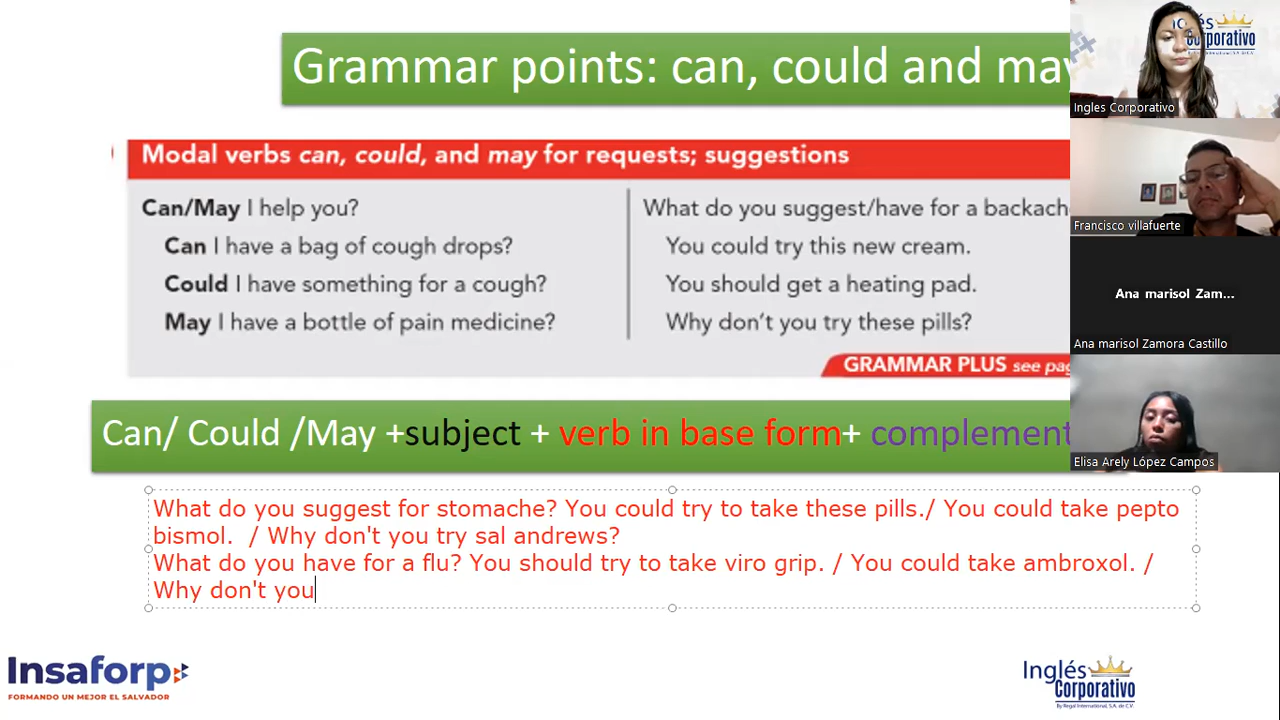 Grammar points: can, could and may
Modal verbs can, could, and may for requests; suggestions
Can/May I help you?
Can I have a bag of cough drops?
Could I have something for a cough?
May I have a bottle of pain medicine?
What do you suggest/have for a backach
You could try this new cream.
You should get a heating pad.
Why don't you try these pills?
GRAMMAR PLUS see pag
Can/ Could /May +subject + verb in base form+ complement
What do you suggest for stomache? You could try to take these pills./ You could take pepto
bismol. / Why don't you try sal andrews?
What do you have for a flu? You should try to take viro grip. / You could take ambroxol. /
Why don't you
Insaforp
FORMANDO UN MEJOR EL SALVADOR
Inglés
Corporativo
By Regal International, S.A. de C.V.
Inglés
Corporativo
Ingles Corporativo
Francisco villafuerte
Ana marisol Zam...
Ana marisol Zamora Castillo
Elisa Arely López Campos